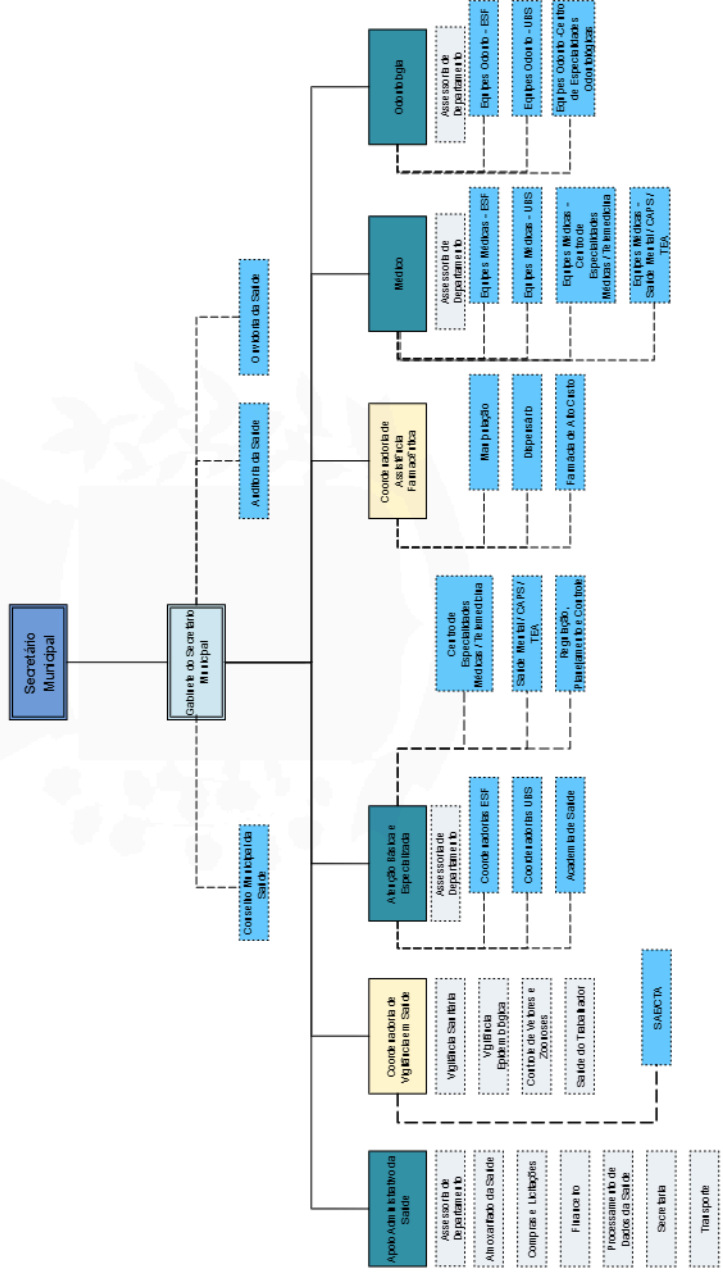 Secretário
Municipal
Gabinete do Secretário
Municipal
Conselho Municipal da
Saúde
Auditoria da Saúde
Ouvidoria da Saúde
Apoio Administrativo da
Saúde
Assessoria de
Departamento
Almoxarifado da Saúde
Compras e Licitações
Financeiro
Processamento de
Dados da Saúde
Secretaria
Transporte
Coordenadoria de
Vigilância em Saúde
Vigilância Sanitária
Vigilância
Epidemiológica
Controle de Vetores e
Zoonoses
Saúde do Trabalhador
SAE/CTA
Atenção Básica e
Especializada
Assessoria de
Departamento
Coordenadorias ESF
Coordenadorias UBS
Academia de Saúde
Centro de
Especialidades
Médicas / Telemedicina
Saúde Mental / CAPS /
TEA
Regulação,
Planejamento e Controle
Coordenadoria de
Assistência
Farmacêutica
Manipulação
Dispensário
Farmácia de Alto Custo
Médico
Assessoria de
Departamento
Equipes Médicas - ESF
Equipes Médicas - UBS
Equipes Médicas –
Centro de
Especialidades
Médicas / Telemedicina
Equipes Médicas –
Saúde Mental / CAPS /
TEA
Odontologia
Assessoria de
Departamento
Equipes Odonto - ESF
Equipes Odonto - UBS
Equipes Odonto -Centro
de Especialidades
Odontológicas